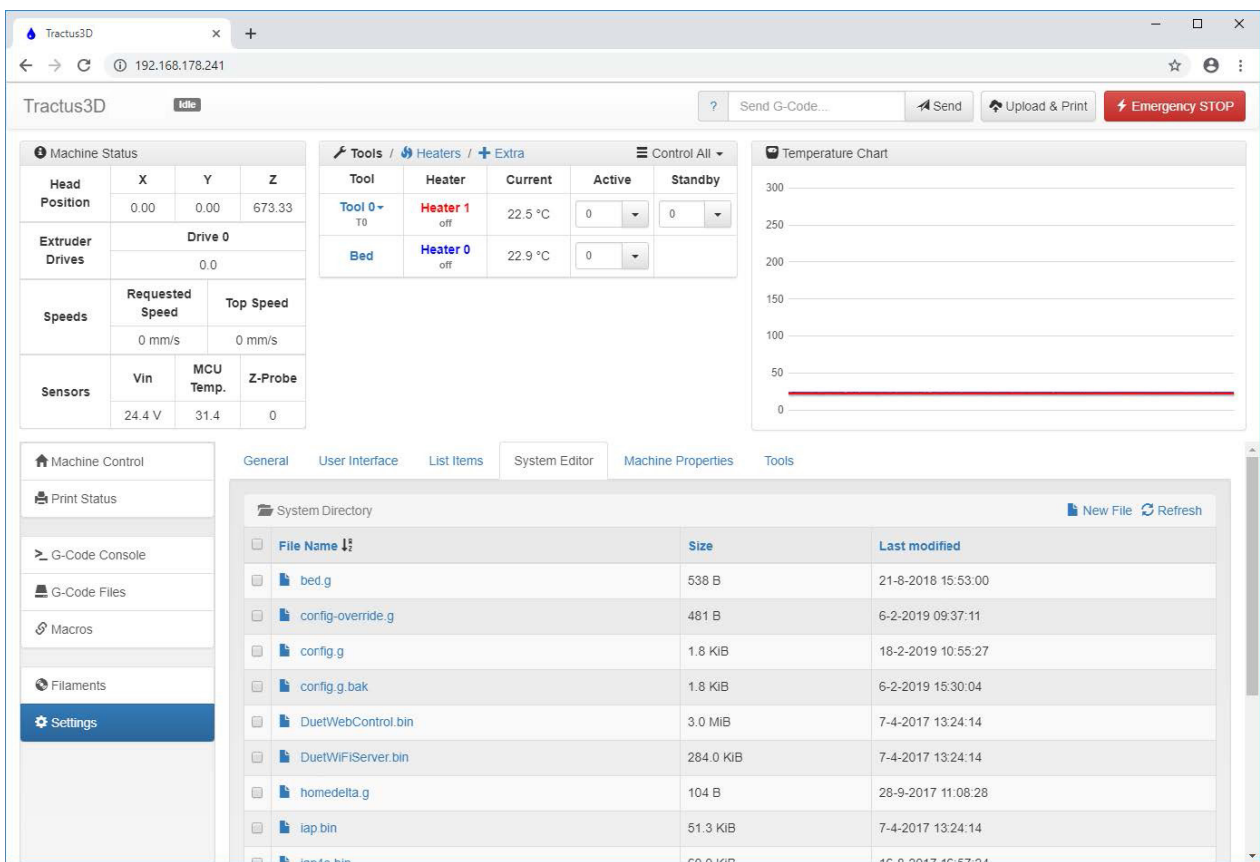 Tractus3D
192.168.178.241
Tractus3D Idle ? Send G-Code... Send Upload & Print Emergency STOP
Machine Status
Head Position X Y Z
0.00 0.00 673.33
Extruder Drives Drive 0
0.0
Speeds Requested Speed Top Speed
0 mm/s 0 mm/s
Sensors Vin MCU Temp. Z-Probe
24.4 V 31.4 0
Tools / Heaters / Extra Control All
Tool Heater Current Active Standby
Tool 0 Heater 1 22.5 °C 0 0
T0 off
Bed Heater 0 22.9 °C 0
off
Temperature Chart
300
250
200
150
100
50
0
Machine Control
Print Status
G-Code Console
G-Code Files
Macros
Filaments
Settings
General User Interface List Items System Editor Machine Properties Tools
System Directory New File Refresh
File Name Size Last modified
bed.g 538 B 21-8-2018 15:53:00
config-override.g 481 B 6-2-2019 09:37:11
config.g 1.8 KiB 18-2-2019 10:55:27
config.g.bak 1.8 KiB 6-2-2019 15:30:04
DuetWebControl.bin 3.0 MiB 7-4-2017 13:24:14
DuetWiFiServer.bin 284.0 KiB 7-4-2017 13:24:14
homedelta.g 104 B 28-9-2017 11:08:28
iap.bin 51.3 KiB 7-4-2017 13:24:14